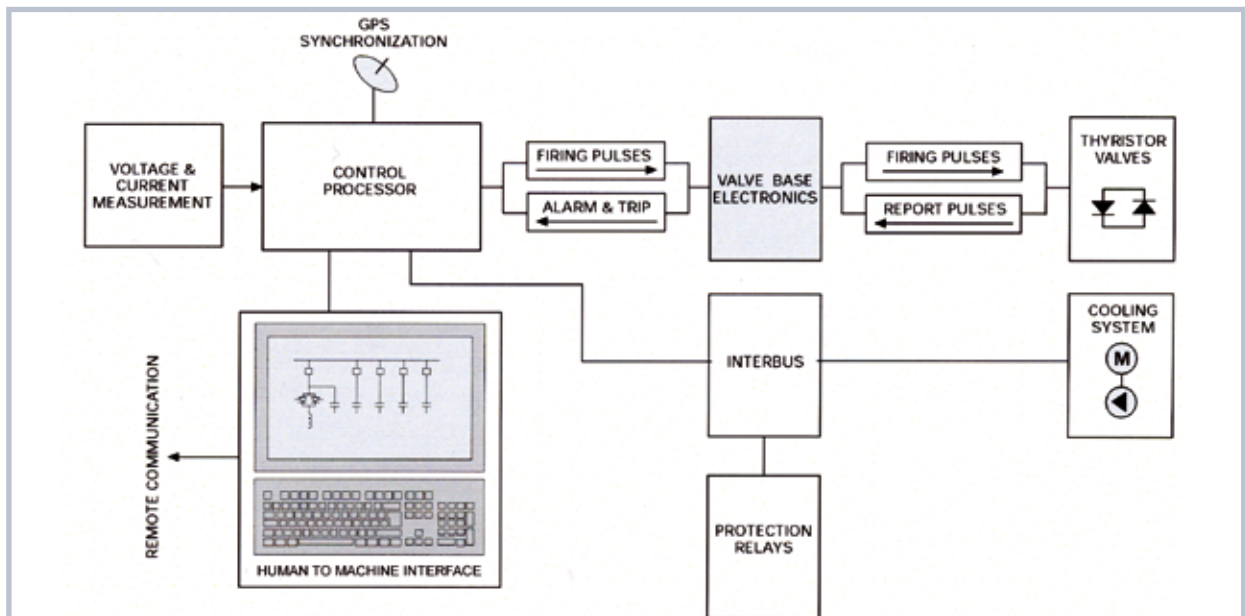 GPS
SYNCHRONIZATION
VOLTAGE &
CURRENT
MEASUREMENT
CONTROL
PROCESSOR
FIRING PULSES
ALARM & TRIP
VALVE BASE
ELECTRONICS
FIRING PULSES
REPORT PULSES
THYRISTOR
VALVES
INTERBUS
COOLING
SYSTEM
M
REMOTE COMMUNICATION
HUMAN TO MACHINE INTERFACE
PROTECTION
RELAYS